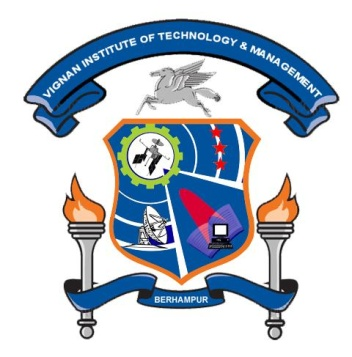 VIGNAN INSTITUTE OF TECHNOLOGY & MANAGEMENT
BERHAMPUR